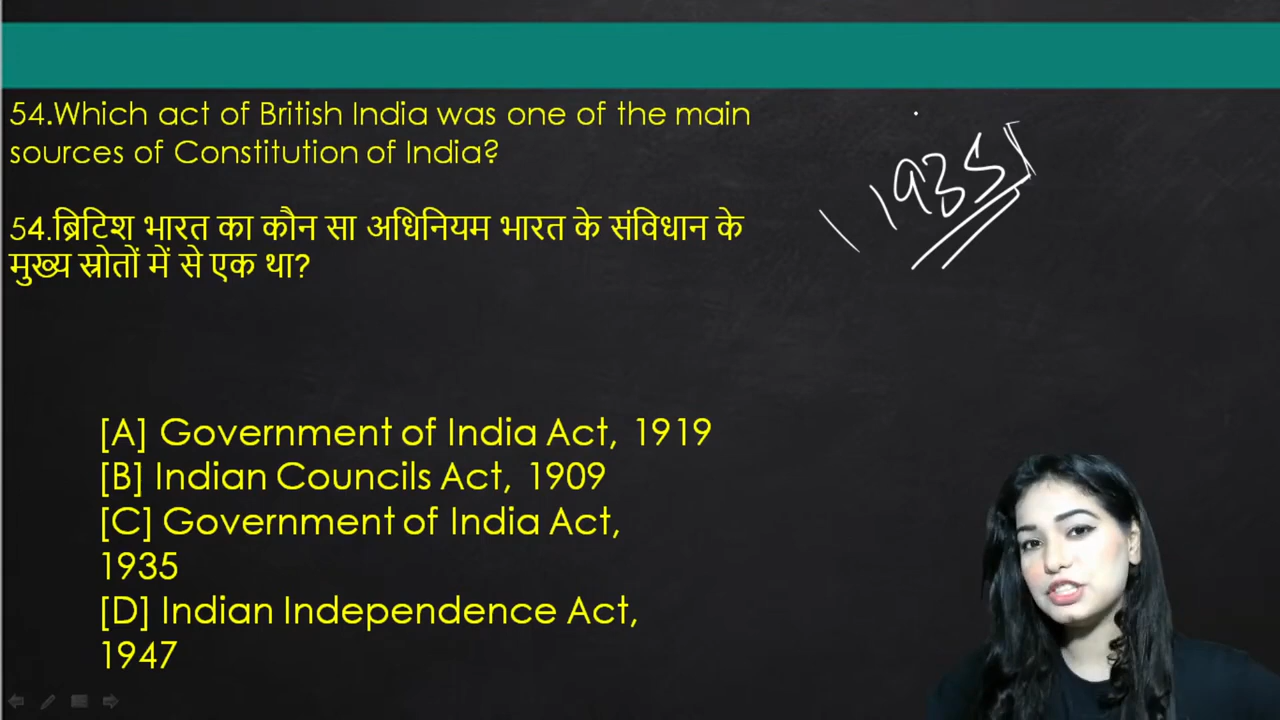 54.Which act of British India was one of the main
sources of Constitution of India?
54.ब्रिटिश भारत का कौन सा अधिनियम भारत के संविधान के
मुख्य स्रोतों में से एक था?
1935
[A] Government of India Act, 1919
[B] Indian Councils Act, 1909
[C] Government of India Act,
1935
[D] Indian Independence Act,
1947